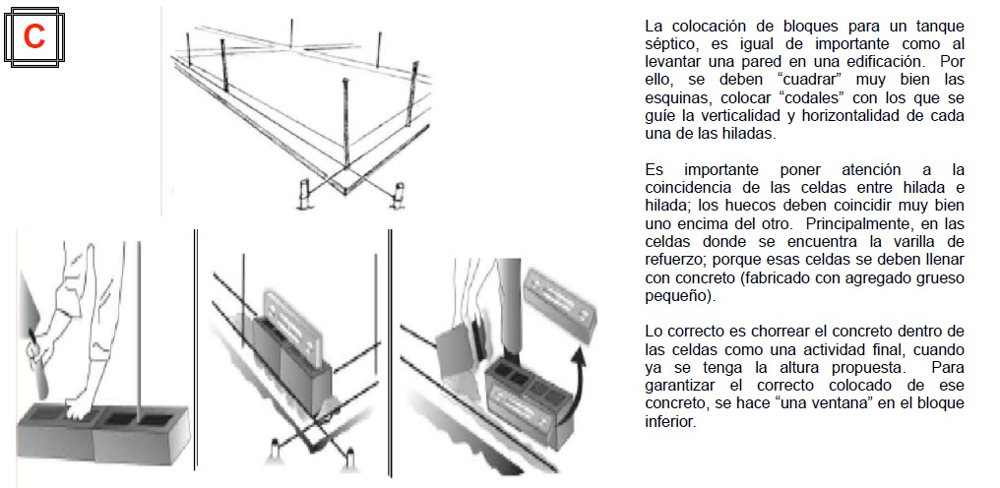 C
La colocación de bloques para un tanque
séptico, es igual de importante como al
levantar una pared en una edificación. Por
ello, se deben “cuadrar” muy bien las
esquinas, colocar “codales” con los que se
guíe la verticalidad y horizontalidad de cada
una de las hiladas.
Es importante poner atención a la
coincidencia de las celdas entre hilada e
hilada; los huecos deben coincidir muy bien
uno encima del otro. Principalmente, en las
celdas donde se encuentra la varilla de
refuerzo; porque esas celdas se deben llenar
con concreto (fabricado con agregado grueso
pequeño).
Lo correcto es chorrear el concreto dentro de
las celdas como una actividad final, cuando
ya se tenga la altura propuesta. Para
garantizar el correcto colocado de ese
concreto, se hace “una ventana” en el bloque
inferior.